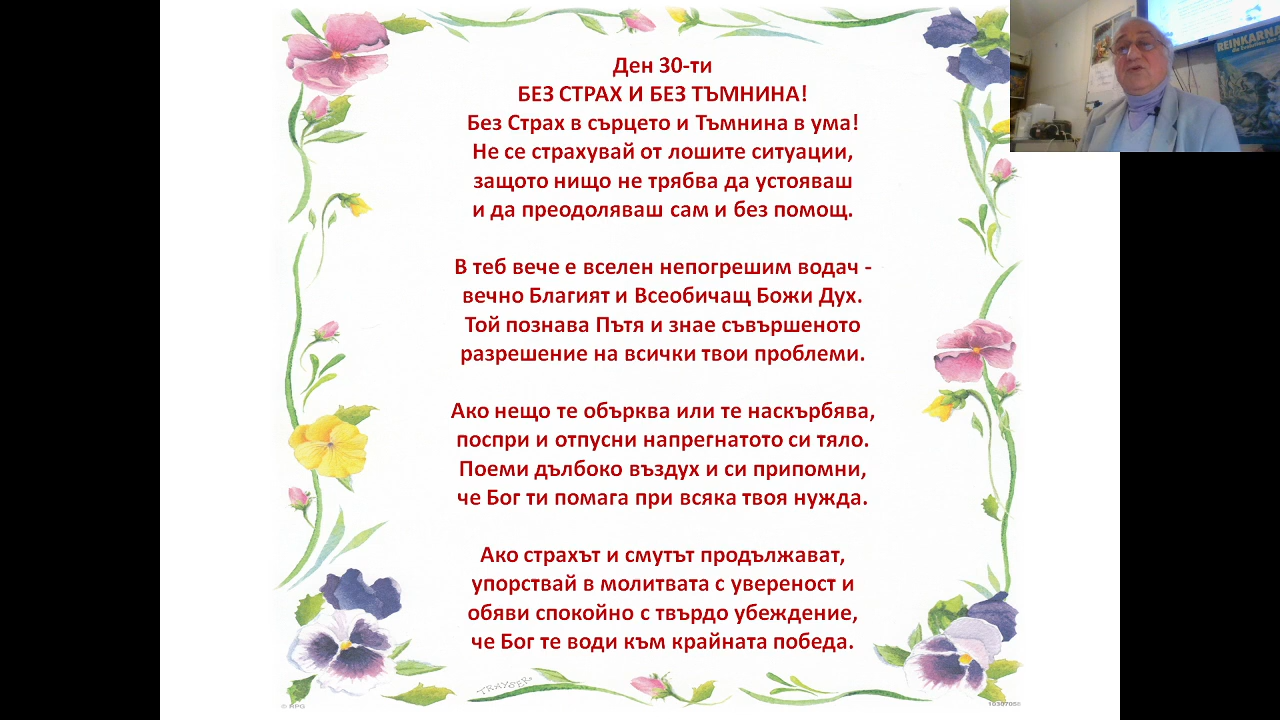 Ден 30-ти
БЕЗ СТРАХ И БЕЗ ТЪМНИНА!
Без Страх в сърцето и Тъмнина в ума!
Не се страхувай от лошите ситуации,
защото нищо не трябва да устояваш
и да преодоляваш сам и без помощ.
В теб вече е вселен непогрешим водач -
вечно Благият и Всеобичащ Божи Дух.
Той познава Пътя и знае съвършеното
разрешение на всички твои проблеми.
Ако нещо те обърква или те наскърбява,
поспри и отпусни напрегнатото си тяло.
Поеми дълбоко въздух и си припомни,
че Бог ти помага при всяка твоя нужда.
Ако страхът и смутът продължават,
упорствай в молитвата с увереност и
обяви спокойно с твърдо убеждение,
че Бог те води към крайната победа.
REINKARNA
© RPG